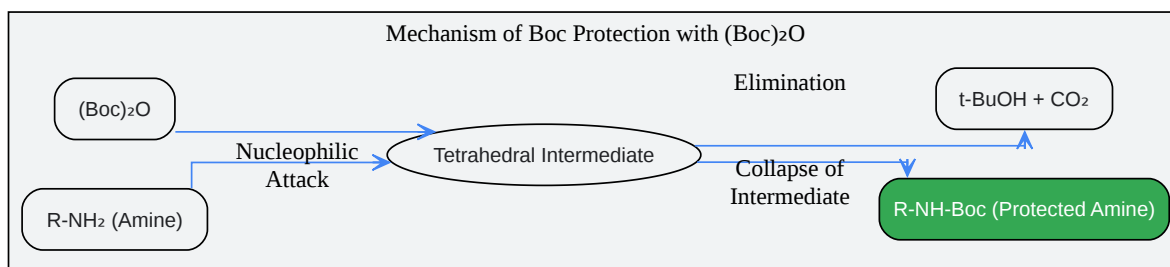 Mechanism of Boc Protection with (Boc)₂O
Elimination
(Boc)₂O
t-BuOH + CO₂
Nucleophilic
Attack
Tetrahedral Intermediate
Collapse of
Intermediate
R-NH₂ (Amine)
R-NH-Boc (Protected Amine)